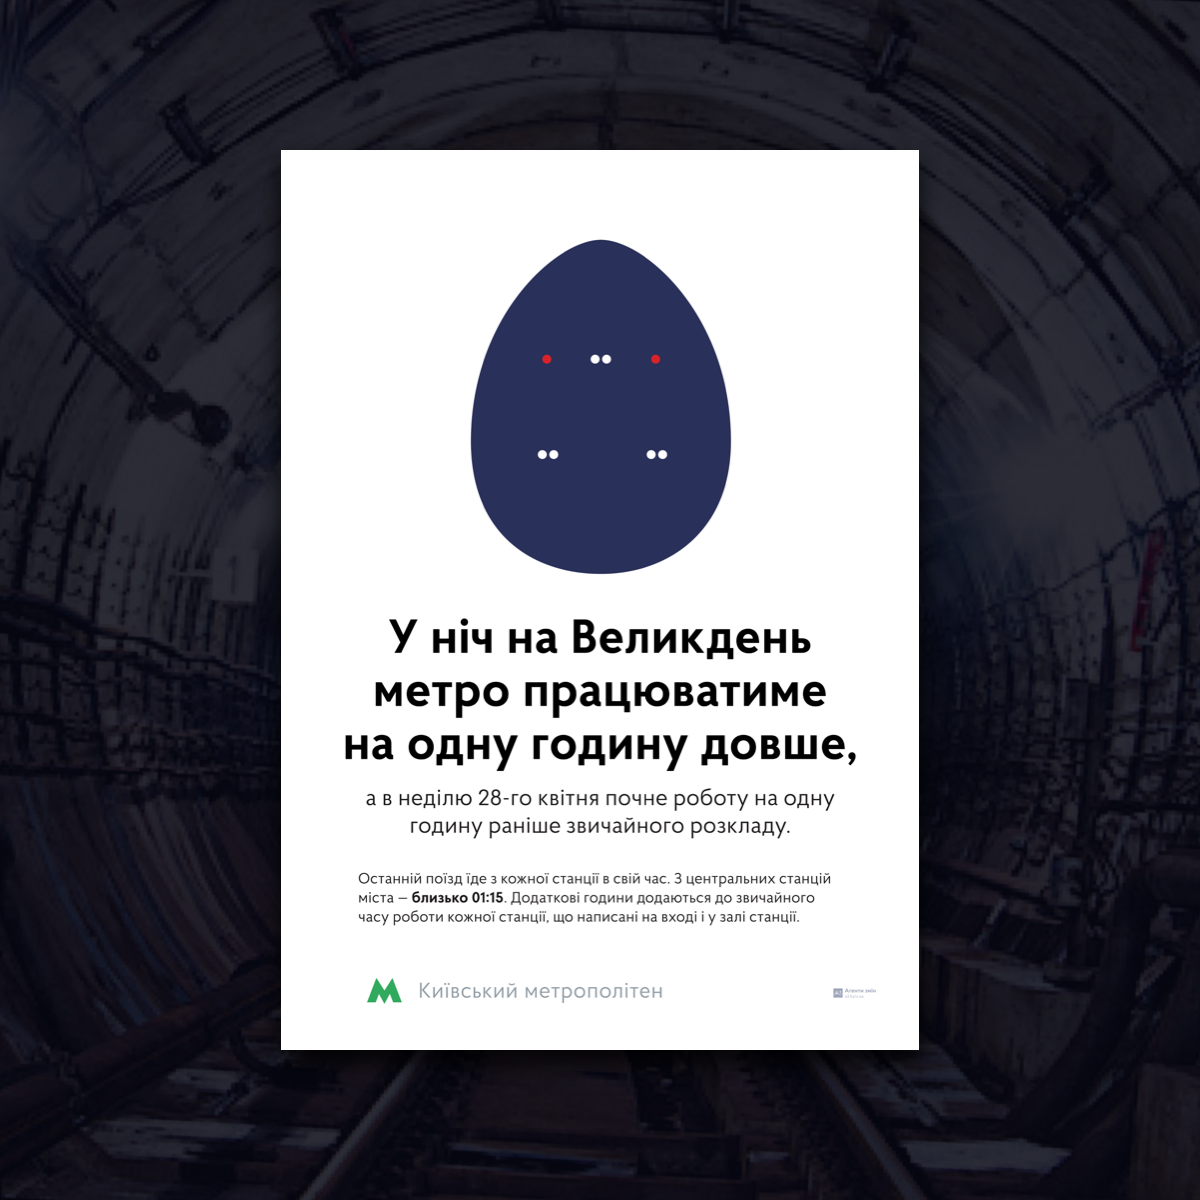 У ніч на Великдень
метро працюватиме
на одну годину довше,
а в неділю 28-го квітня почне роботу на одну
годину раніше звичайного розкладу.
Останній поїзд їде з кожної станції в свій час. З центральних станцій
міста – близько 01:15. Додаткові години додаються до звичайного
часу роботи кожної станції, що написані на вході і у залі станції.
Київський метрополітен
Агенти змін